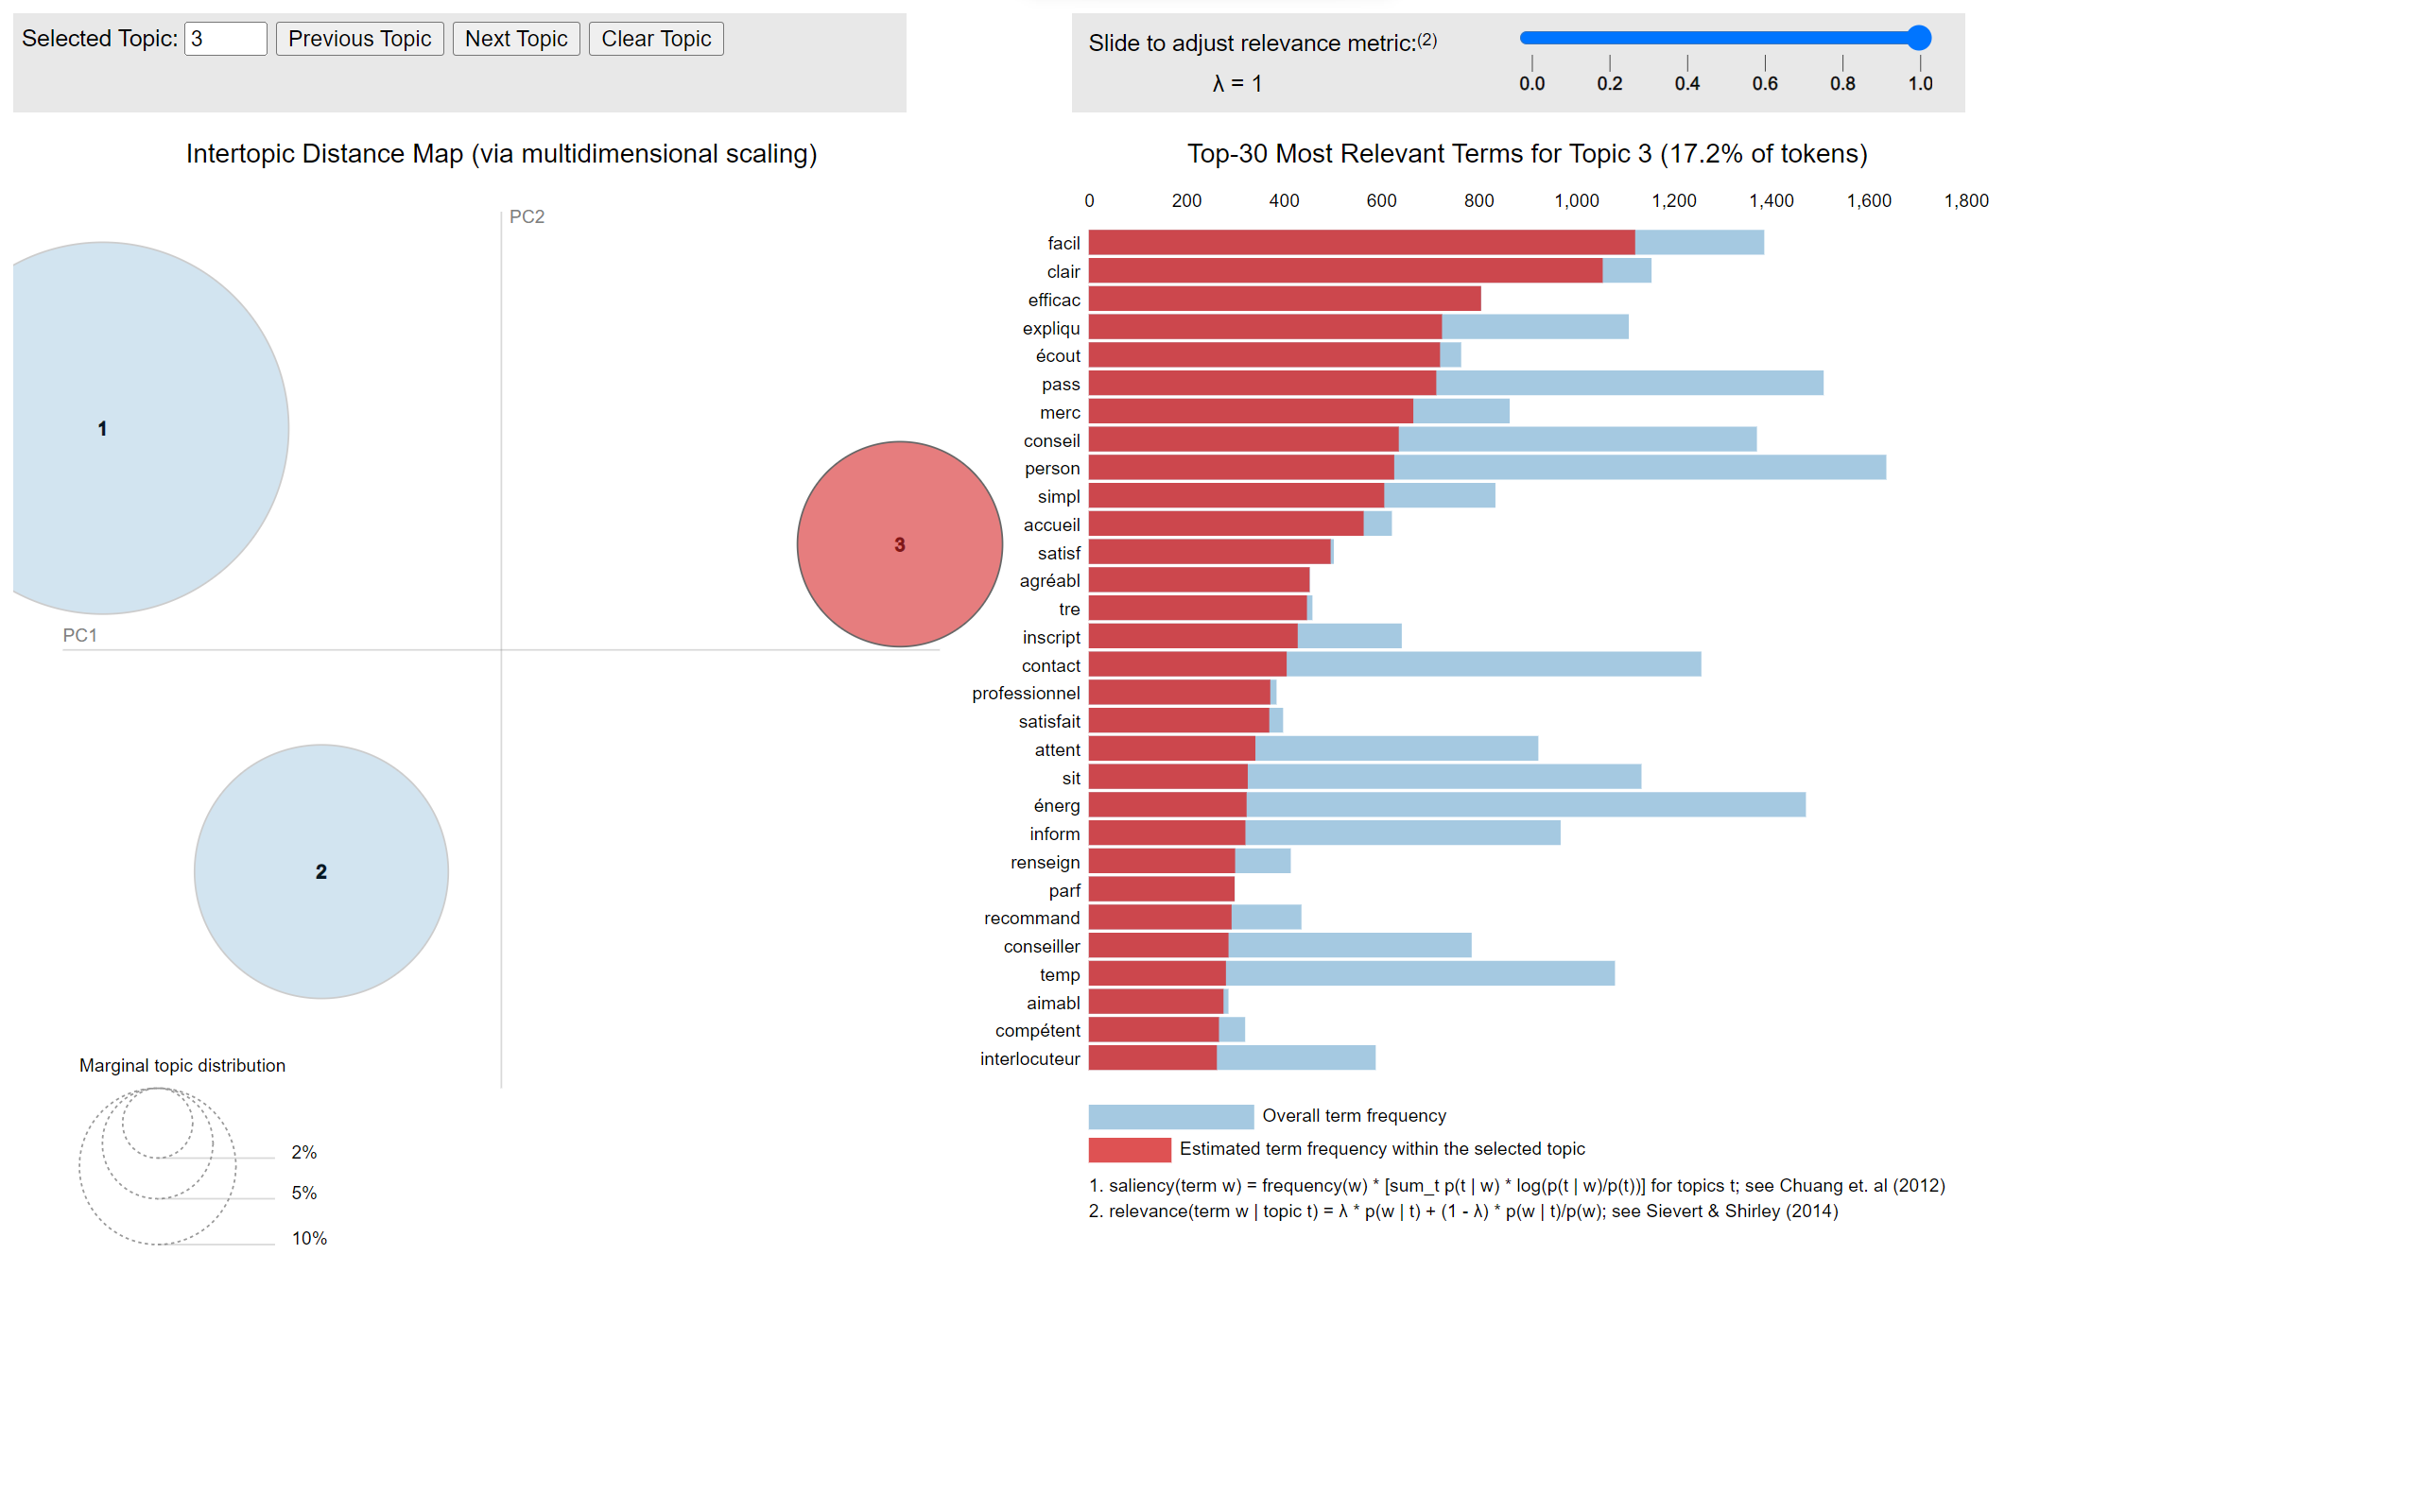 Selected Topic: 3 Previous Topic Next Topic Clear Topic
Slide to adjust relevance metric:(2)
λ = 1
0.0 0.2 0.4 0.6 0.8 1.0
Intertopic Distance Map (via multidimensional scaling)
PC2
1
3
PC1
2
Marginal topic distribution
2%
5%
10%
Top-30 Most Relevant Terms for Topic 3 (17.2% of tokens)
0 200 400 600 800 1,000 1,200 1,400 1,600 1,800
facil
clair
efficac
expliqu
écout
pass
merc
conseil
person
simpl
accueil
satisf
agréabl
tre
inscript
contact
professionnel
satisfait
attent
sit
énerg
inform
renseign
parf
recommand
conseiller
temp
aimabl
compétent
interlocuteur
Overall term frequency
Estimated term frequency within the selected topic
1. saliency(term w) = frequency(w) * [sum_t p(t | w) * log(p(t | w)/p(t))] for topics t; see Chuang et. al (2012)
2. relevance(term w | topic t) = λ * p(w | t) + (1 - λ) * p(w | t)/p(w); see Sievert & Shirley (2014)